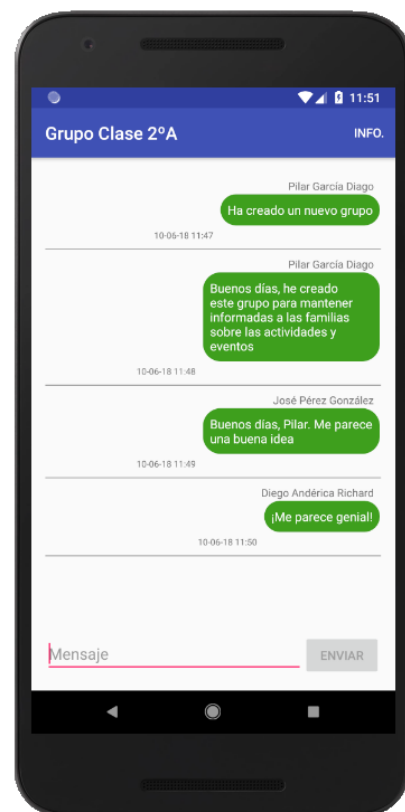 11:51
Grupo Clase 2ºA
INFO.
Pilar García Diago
Ha creado un nuevo grupo
10-06-18 11:47
Pilar García Diago
Buenos días, he creado
este grupo para mantener
informadas a las familias
sobre las actividades y
eventos
10-06-18 11:48
José Pérez González
Buenos días, Pilar. Me parece
una buena idea
10-06-18 11:49
Diego Andérica Richard
¡Me parece genial!
10-06-18 11:50
Mensaje
ENVIAR